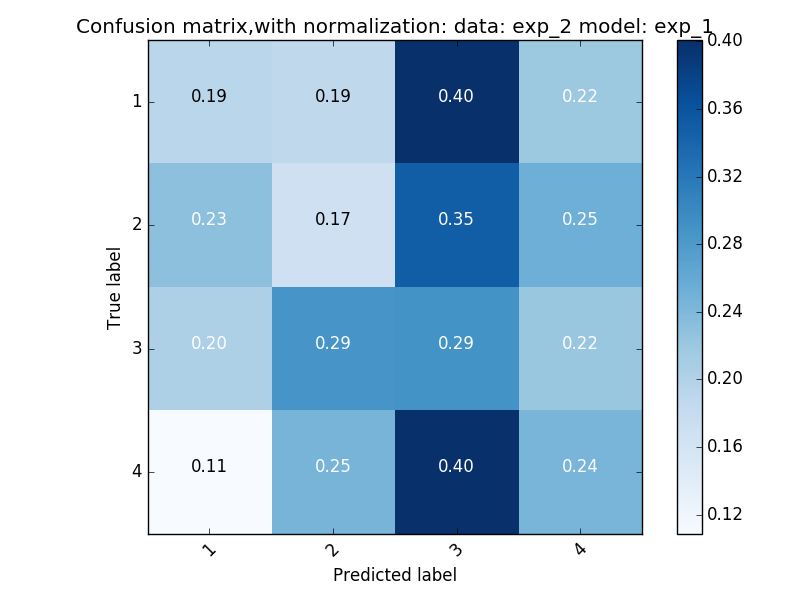 Confusion matrix,with normalization: data: exp_2 model: exp_1
0.40
0.36
0.32
0.28
0.24
0.20
0.16
0.12
True label
1
0.19 0.19 0.40 0.22
2
0.23 0.17 0.35 0.25
3
0.20 0.29 0.29 0.22
4
0.11 0.25 0.40 0.24
1 2 3 4
Predicted label